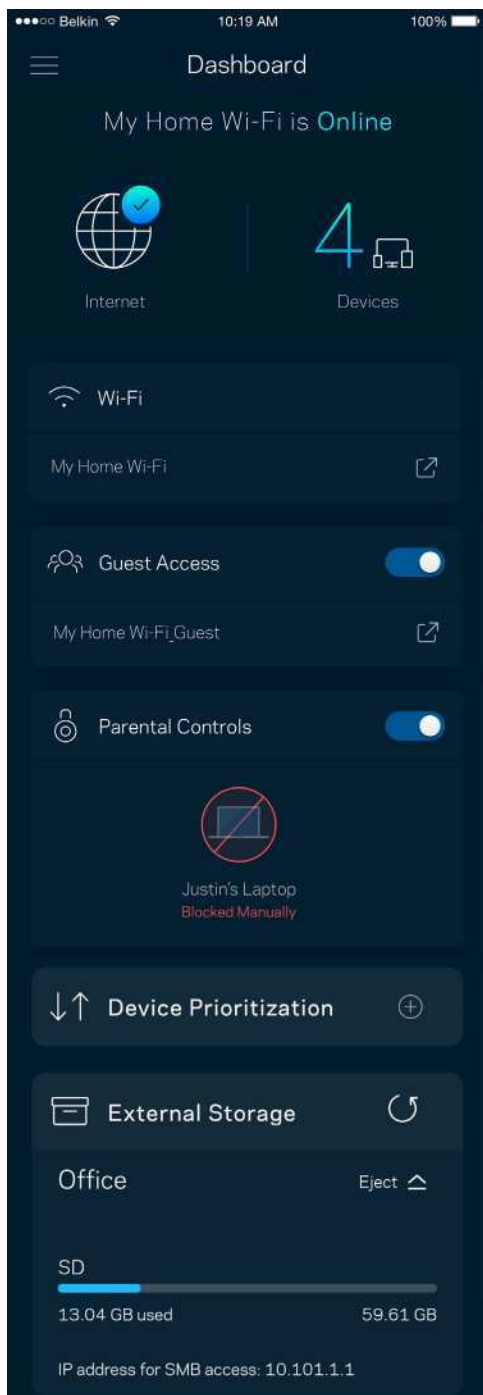 Belkin 10:19 AM 100%
Dashboard
My Home Wi-Fi is Online
4
Internet Devices
Wi-Fi
My Home Wi-Fi
Guest Access
My Home Wi-Fi_Guest
Parental Controls
Justin's Laptop
Blocked Manually
Device Prioritization
External Storage
Office Eject
SD
13.04 GB used 59.61 GB
IP address for SMB access: 10.101.1.1